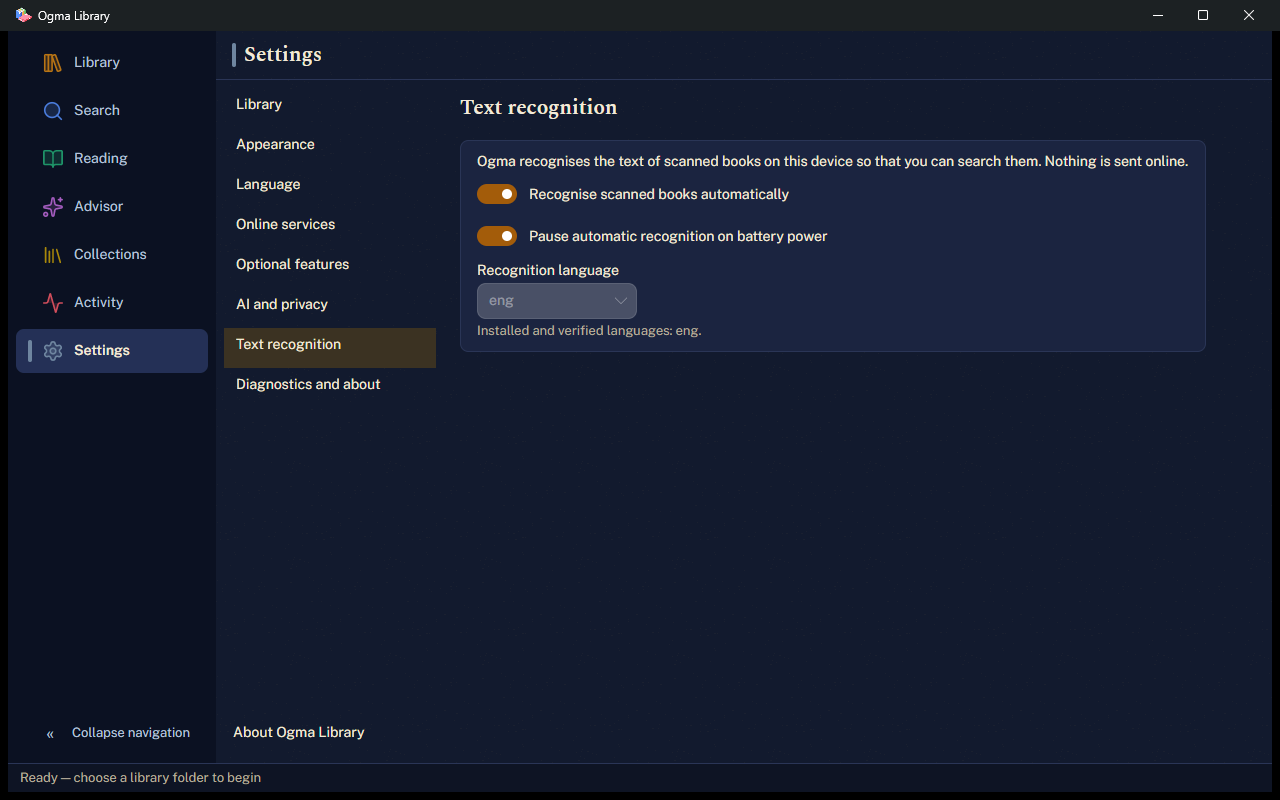 Ogma Library
Library
Search
Reading
Advisor
Collections
Activity
Settings
« Collapse navigation
Settings
Library
Appearance
Language
Online services
Optional features
AI and privacy
Text recognition
Diagnostics and about
About Ogma Library
Text recognition
Ogma recognises the text of scanned books on this device so that you can search them. Nothing is sent online.
Recognise scanned books automatically
Pause automatic recognition on battery power
Recognition language
eng
Installed and verified languages: eng.
Ready — choose a library folder to begin